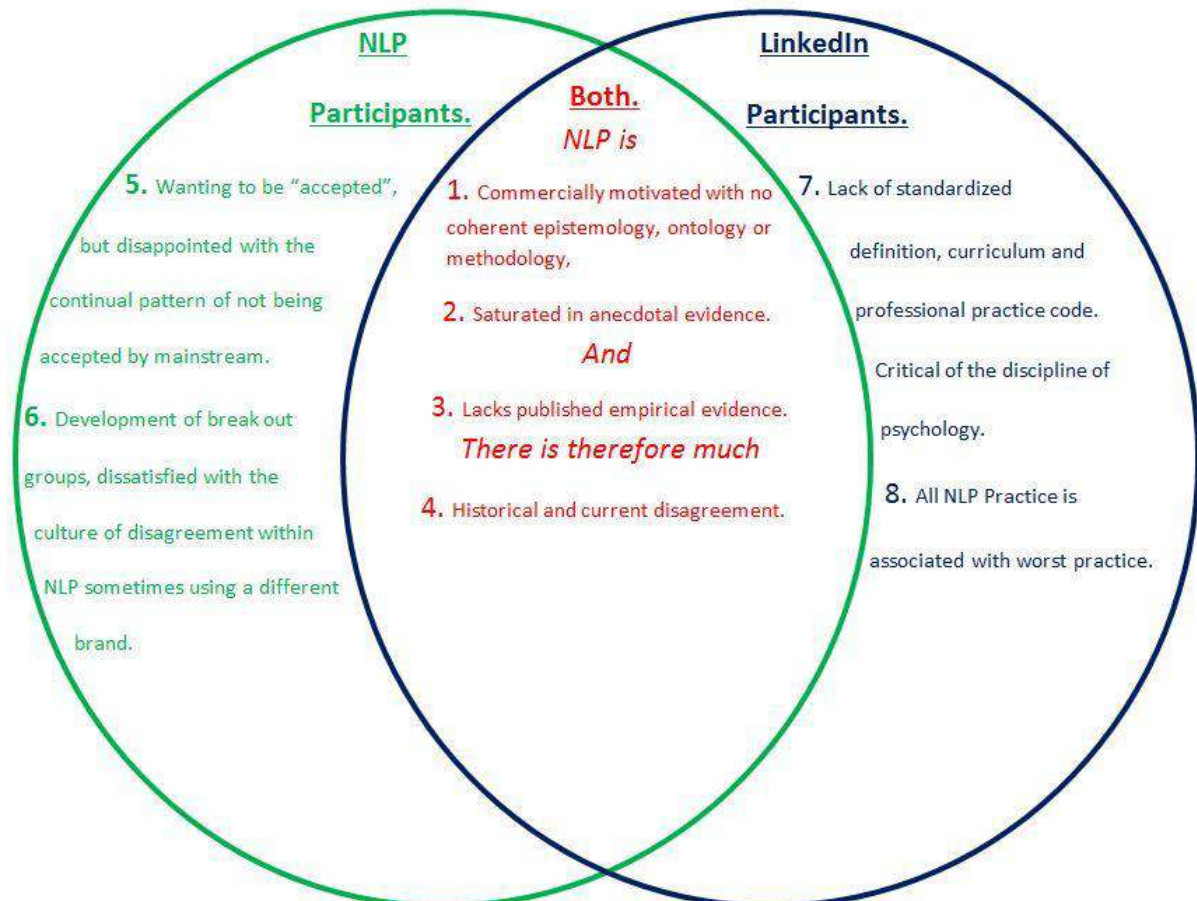 NLP
Participants.
5. Wanting to be “accepted”,
but disappointed with the
continual pattern of not being
accepted by mainstream.
6. Development of break out
groups, dissatisfied with the
culture of disagreement within
NLP sometimes using a different
brand.
Both.
NLP is
1. Commercially motivated with no
coherent epistemology, ontology or
methodology,
2. Saturated in anecdotal evidence.
And
3. Lacks published empirical evidence.
There is therefore much
4. Historical and current disagreement.
LinkedIn
Participants.
7. Lack of standardized
definition, curriculum and
professional practice code.
Critical of the discipline of
psychology.
8. All NLP Practice is
associated with worst practice.